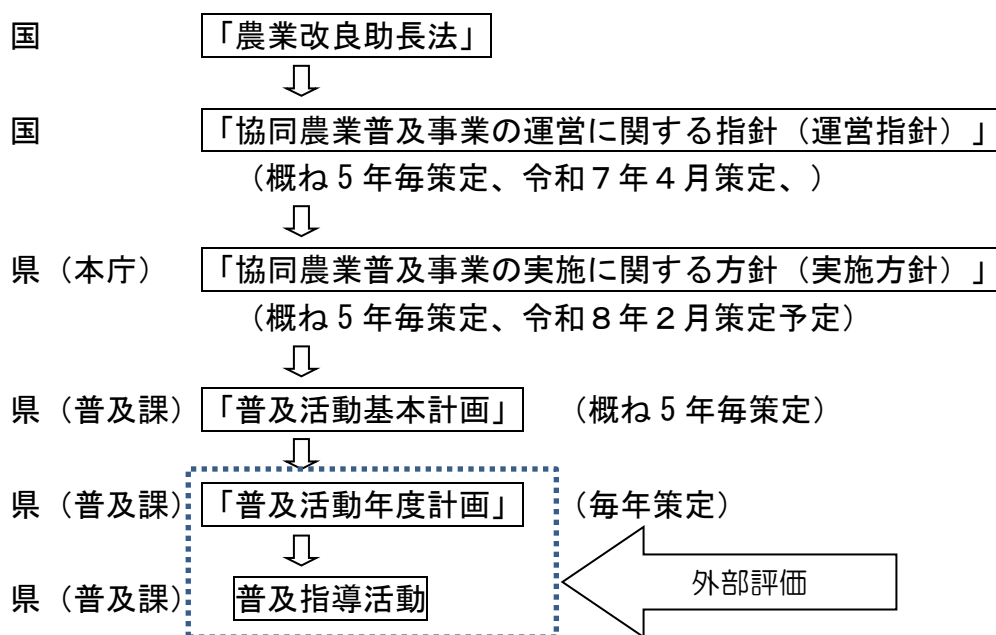 国 「農業改良助長法」
国 「協同農業普及事業の運営に関する指針（運営指針）」
（概ね５年毎策定、令和７年４月策定、）
県（本庁） 「協同農業普及事業の実施に関する方針（実施方針）」
（概ね５年毎策定、令和８年２月策定予定）
県（普及課） 「普及活動基本計画」 （概ね５年毎策定）
県（普及課） 「普及活動年度計画」 （毎年策定）
外部評価
県（普及課） 普及指導活動